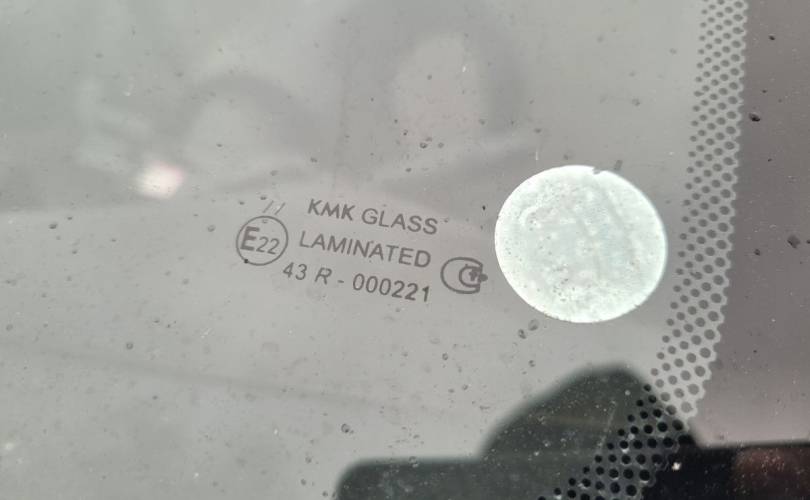 //
KMK GLASS
E22 LAMINATED
43 R - 000221